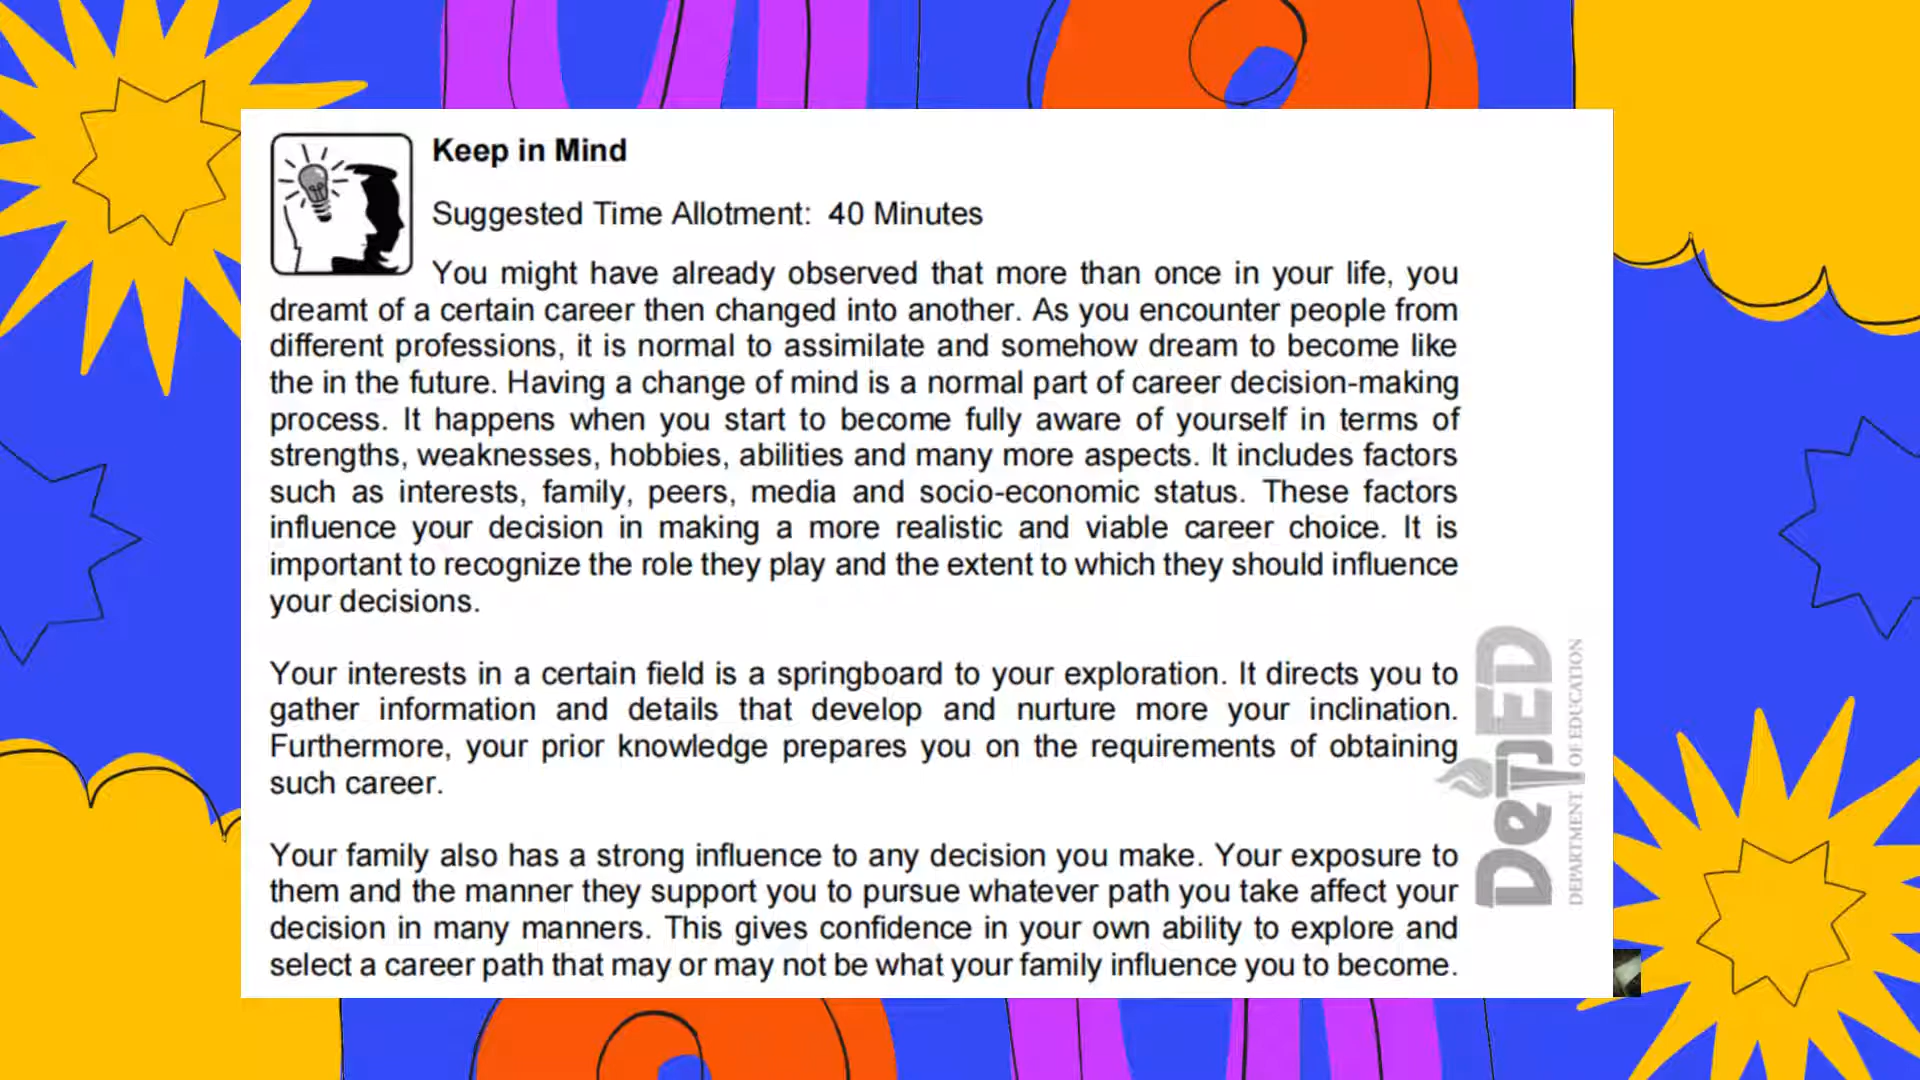 Keep in Mind
Suggested Time Allotment: 40 Minutes
You might have already observed that more than once in your life, you
dreamt of a certain career then changed into another. As you encounter people from
different professions, it is normal to assimilate and somehow dream to become like
the in the future. Having a change of mind is a normal part of career decision-making
process. It happens when you start to become fully aware of yourself in terms of
strengths, weaknesses, hobbies, abilities and many more aspects. It includes factors
such as interests, family, peers, media and socio-economic status. These factors
influence your decision in making a more realistic and viable career choice. It is
important to recognize the role they play and the extent to which they should influence
your decisions.
Your interests in a certain field is a springboard to your exploration. It directs you to
gather information and details that develop and nurture more your inclination.
Furthermore, your prior knowledge prepares you on the requirements of obtaining
such career.
Your family also has a strong influence to any decision you make. Your exposure to
them and the manner they support you to pursue whatever path you take affect your
decision in many manners. This gives confidence in your own ability to explore and
select a career path that may or may not be what your family influence you to become.
DepED
DEPARTMENT OF EDUCATION